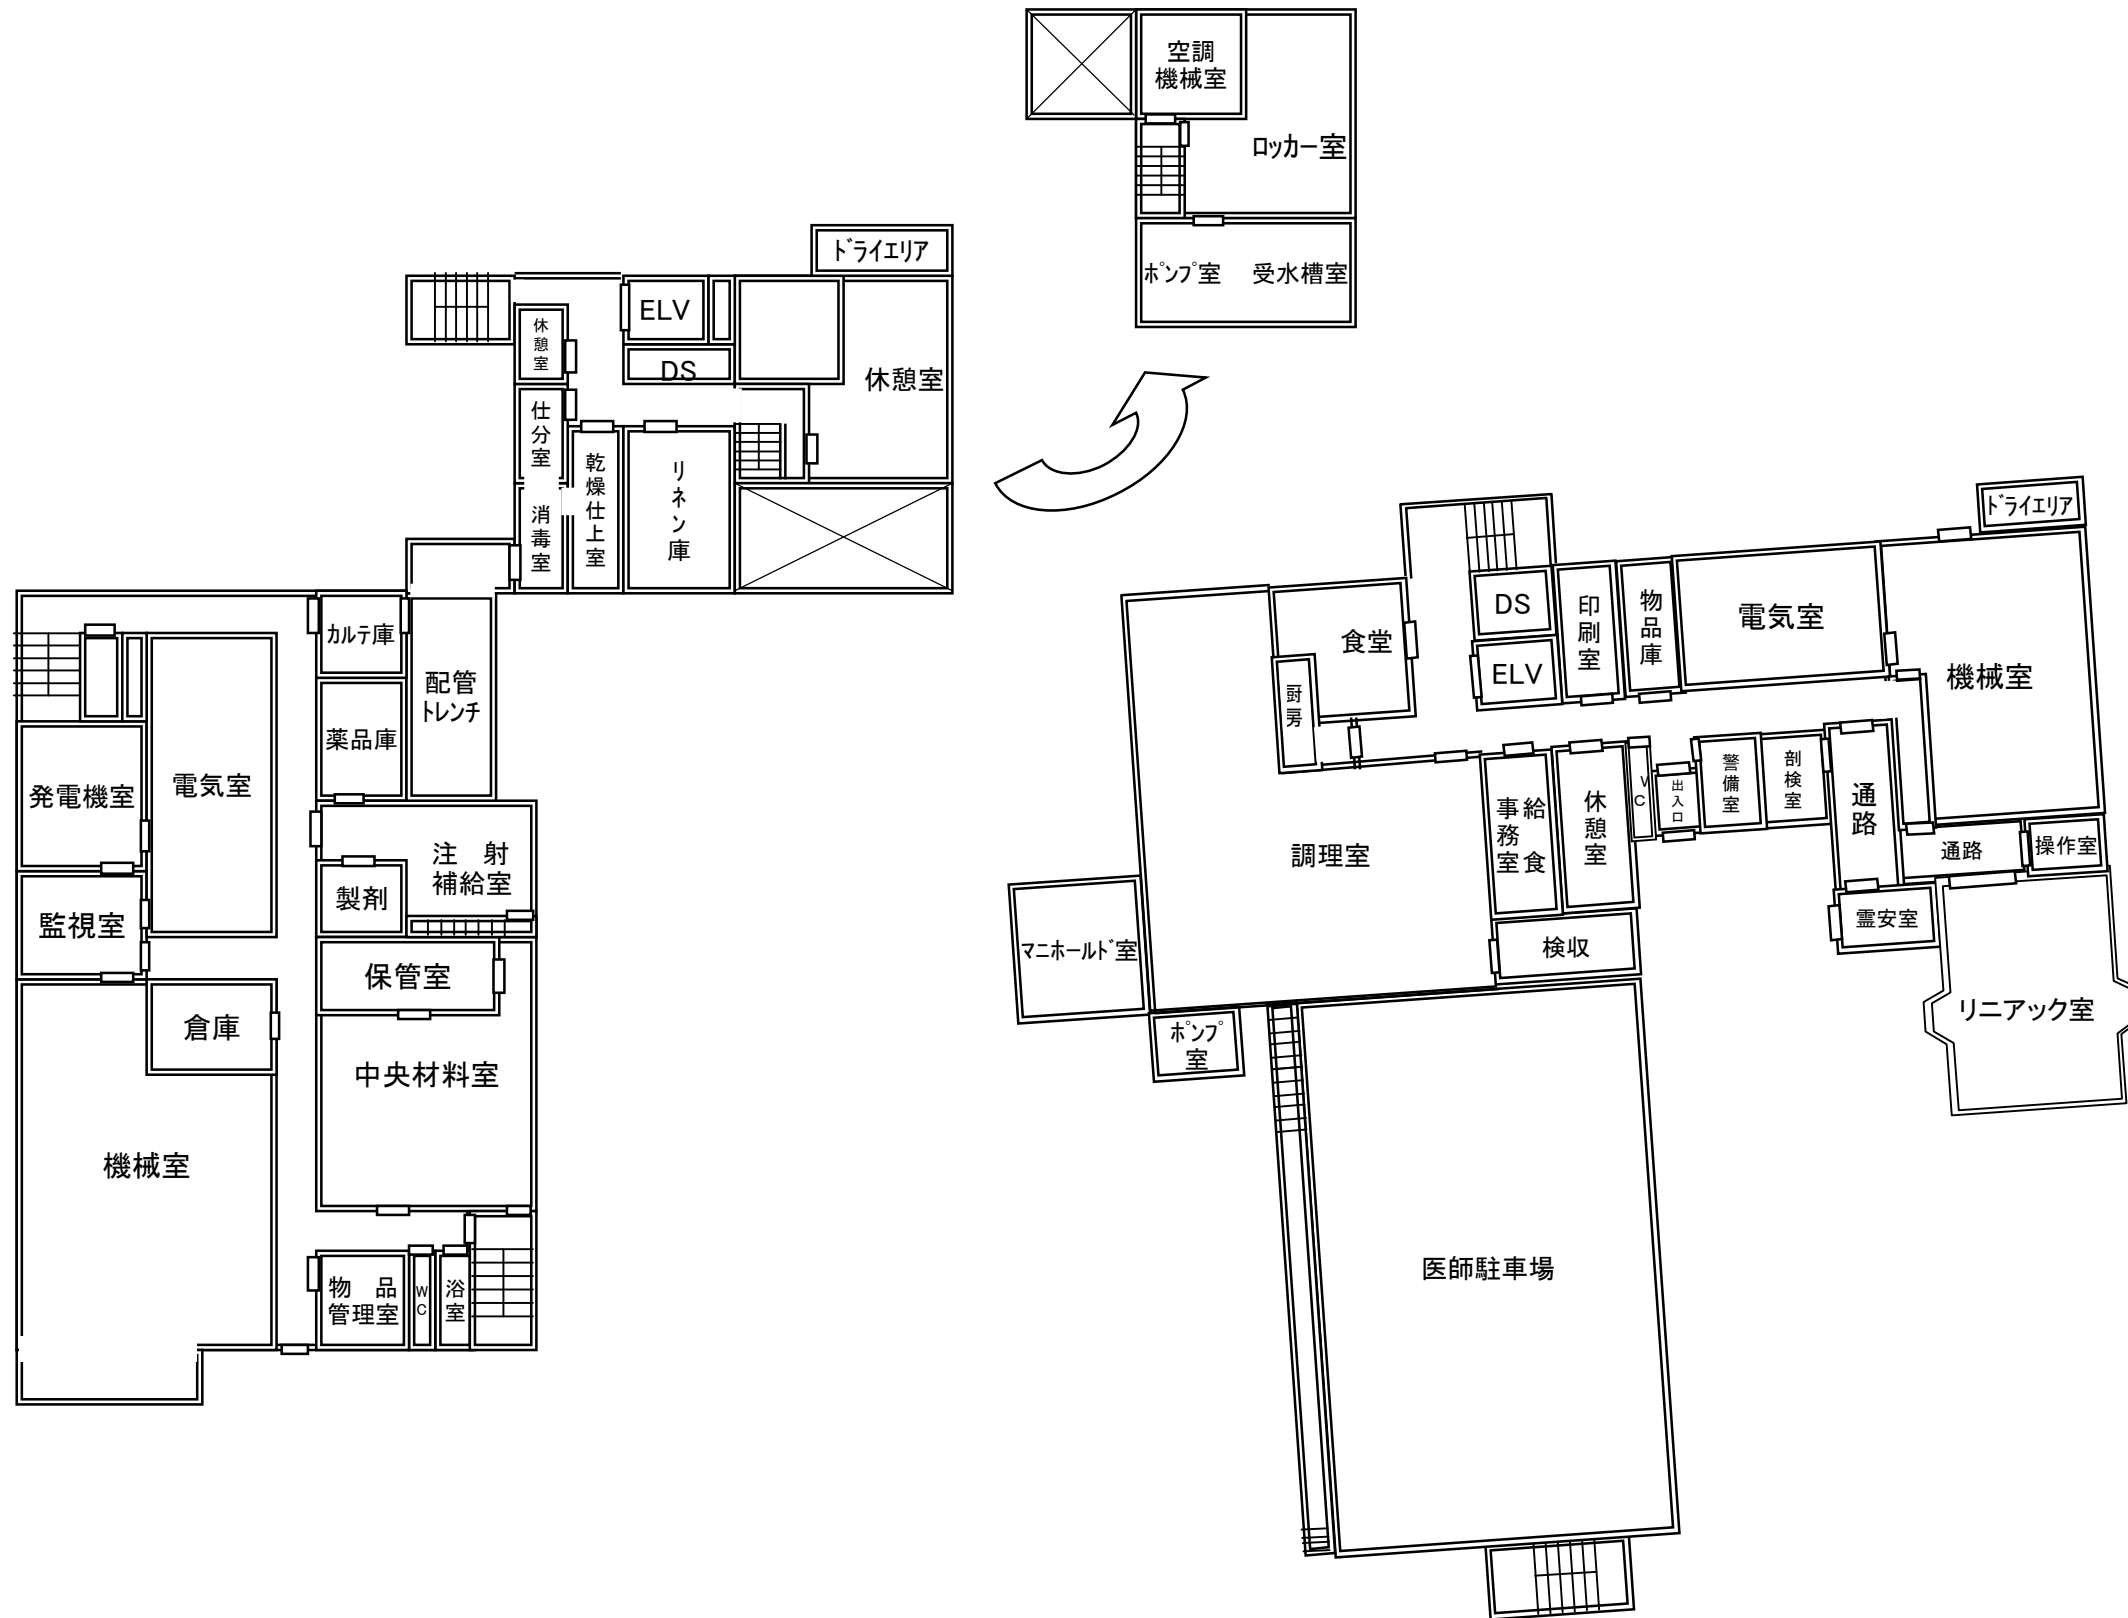 空調
機械室
ロッカー室
ポンプ室
受水槽室
ドライエリア
ELV
休憩室
DS
休憩室
仕分室
乾燥仕上室
リネン庫
消毒室
カルテ庫
配管
トレンチ
薬品庫
発電機室
電気室
注 射
補給室
製剤
監視室
保管室
倉庫
中央材料室
機械室
物 品
管理室
WC
浴室
ドライエリア
DS
印刷室
物品庫
電気室
食堂
ELV
機械室
厨房
警備室
剖検室
WC
出入口
通路
給食
事務室
休憩室
調理室
通路
操作室
霊安室
検収
マニホールド室
リニアック室
ポンプ
室
医師駐車場